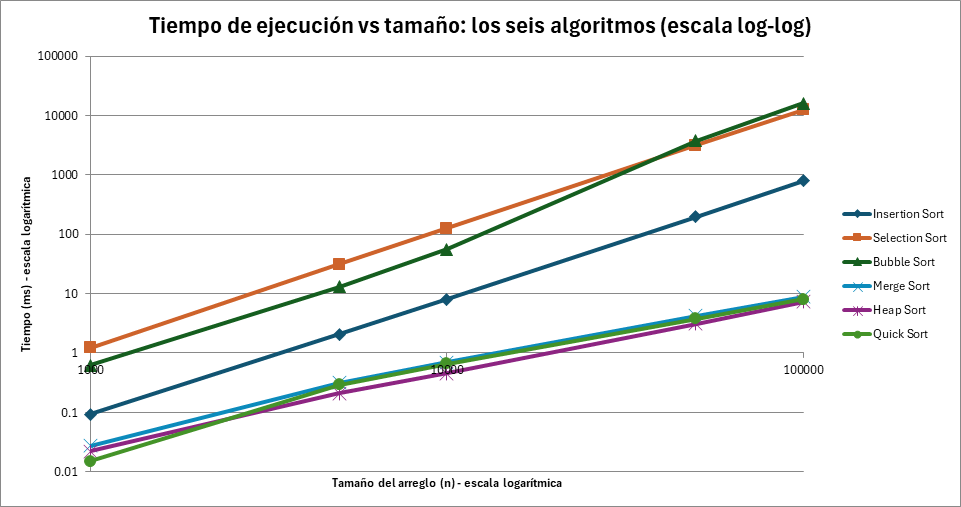 Tiempo de ejecución vs tamaño: los seis algoritmos (escala log-log)
100000
10000
1000
100
10
1
0.1
0.01
1000
10000
100000
Tiempo (ms) - escala logarítmica
Tamaño del arreglo (n) - escala logarítmica
Insertion Sort
Selection Sort
Bubble Sort
Merge Sort
Heap Sort
Quick Sort